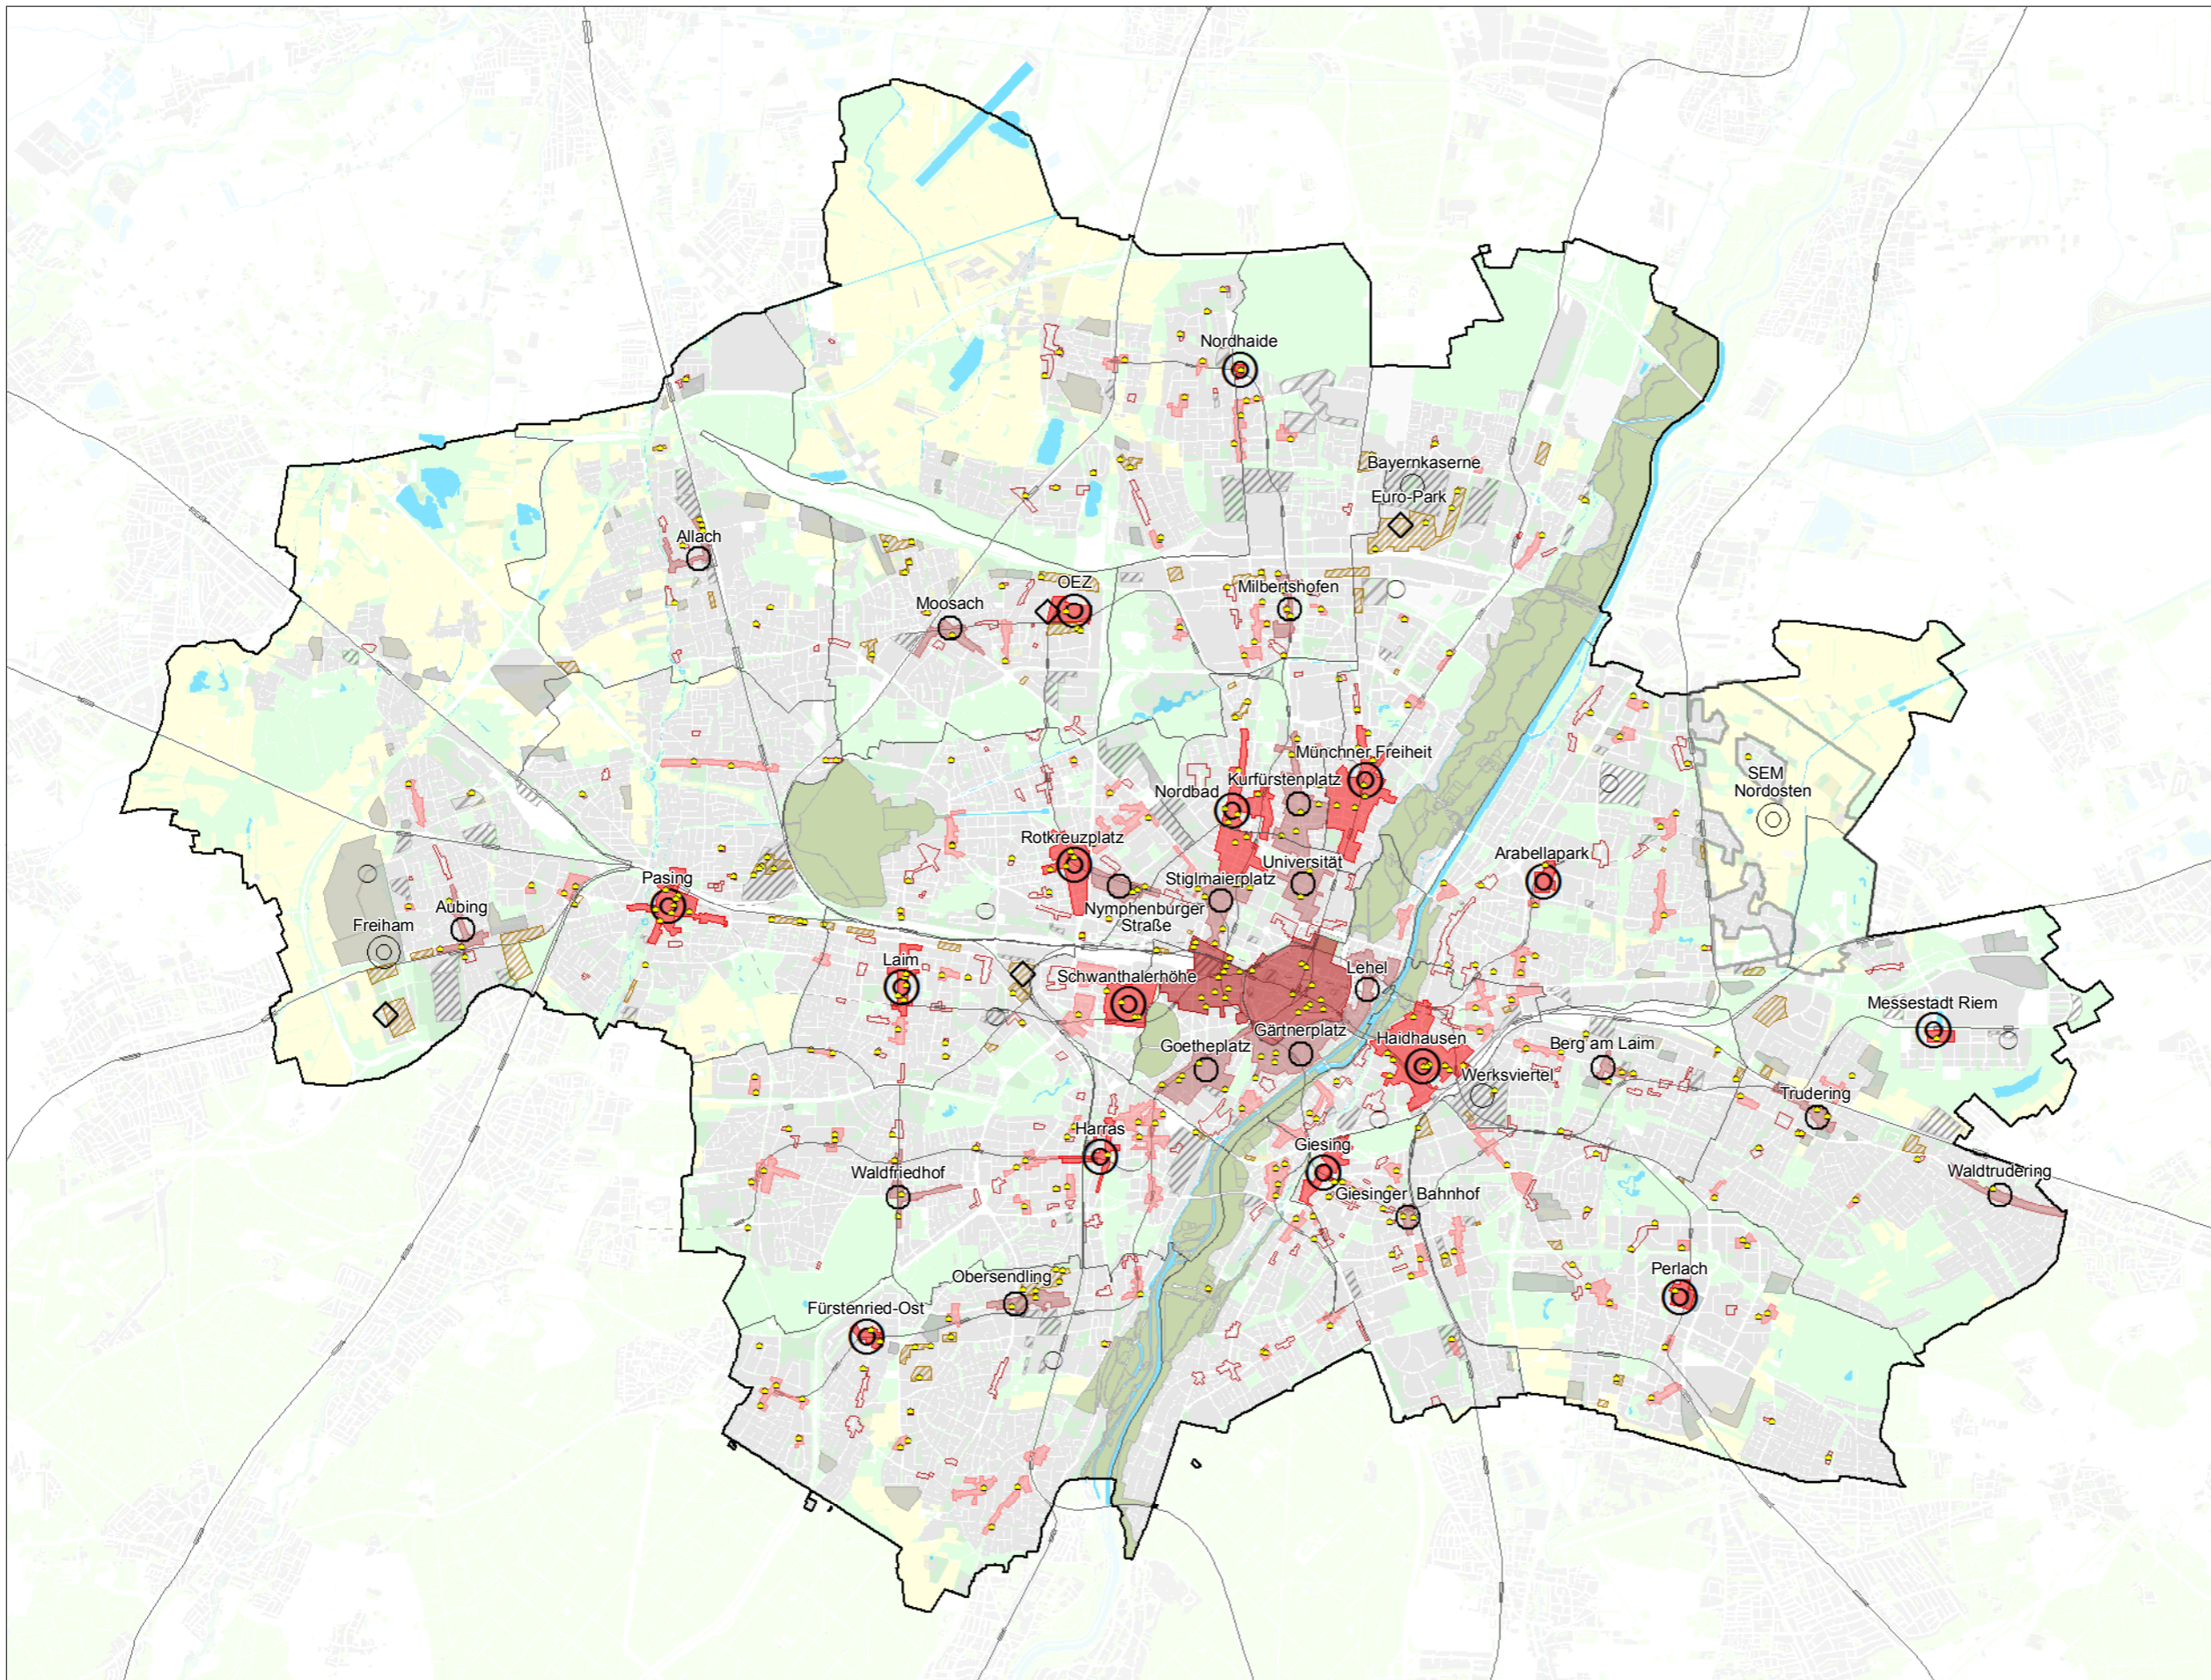 Nordhaide
Bayernkaserne
Euro-Park
Allach
OEZ
Milbertshofen
Moosach
Münchner Freiheit
Kurfürstenplatz
SEM
Nordosten
Nordbad
Rotkreuzplatz
Arabellapark
Universität
Stiglmaierplatz
Pasing
Nymphenburger
Straße
Aubing
Freiham
Laim
Lehel
Schwanthalerhöhe
Messestadt Riem
Gärtnerplatz
Haidhausen
Goetheplatz
Berg am Laim
Werksviertel
Trudering
Harras
Giesing
Waldfriedhof
Waldtrudering
Giesinger Bahnhof
Perlach
Obersendling
Fürstenried-Ost